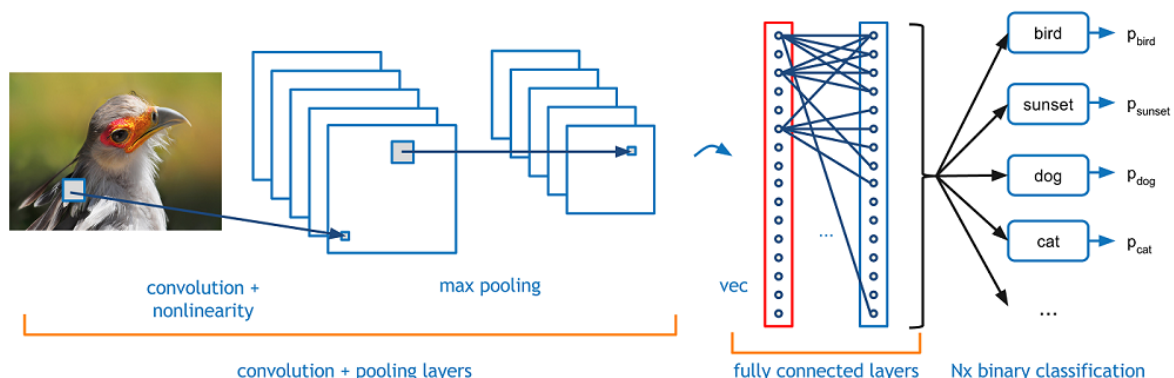 bird
p_bird
sunset
p_sunset
dog
p_dog
cat
p_cat
...
...
convolution +
nonlinearity
max pooling
vec
convolution + pooling layers
fully connected layers
Nx binary classification